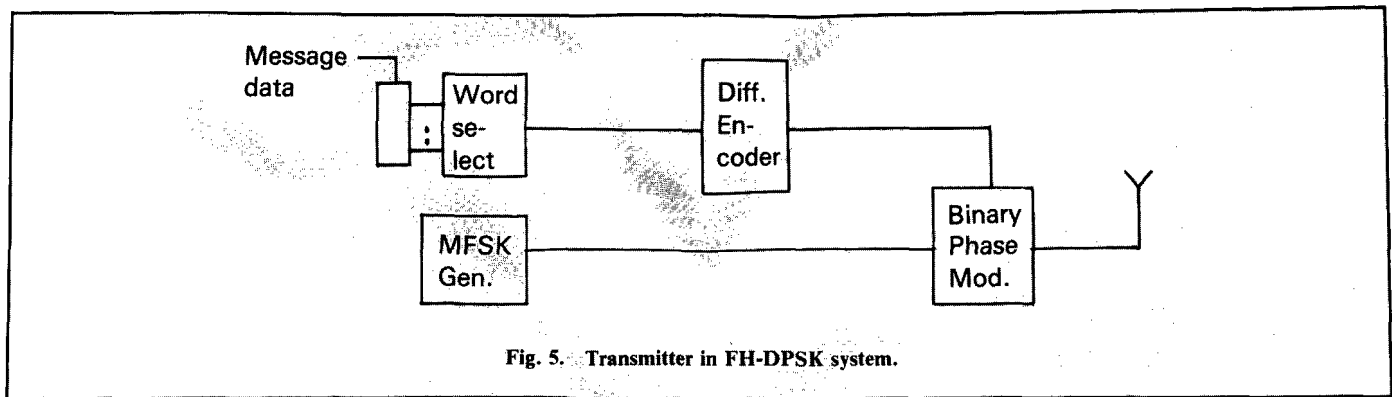 Message
data
Word
se-
lect
Diff.
En-
coder
MFSK
Gen.
Binary
Phase
Mod.
Fig. 5. Transmitter in FH-DPSK system.